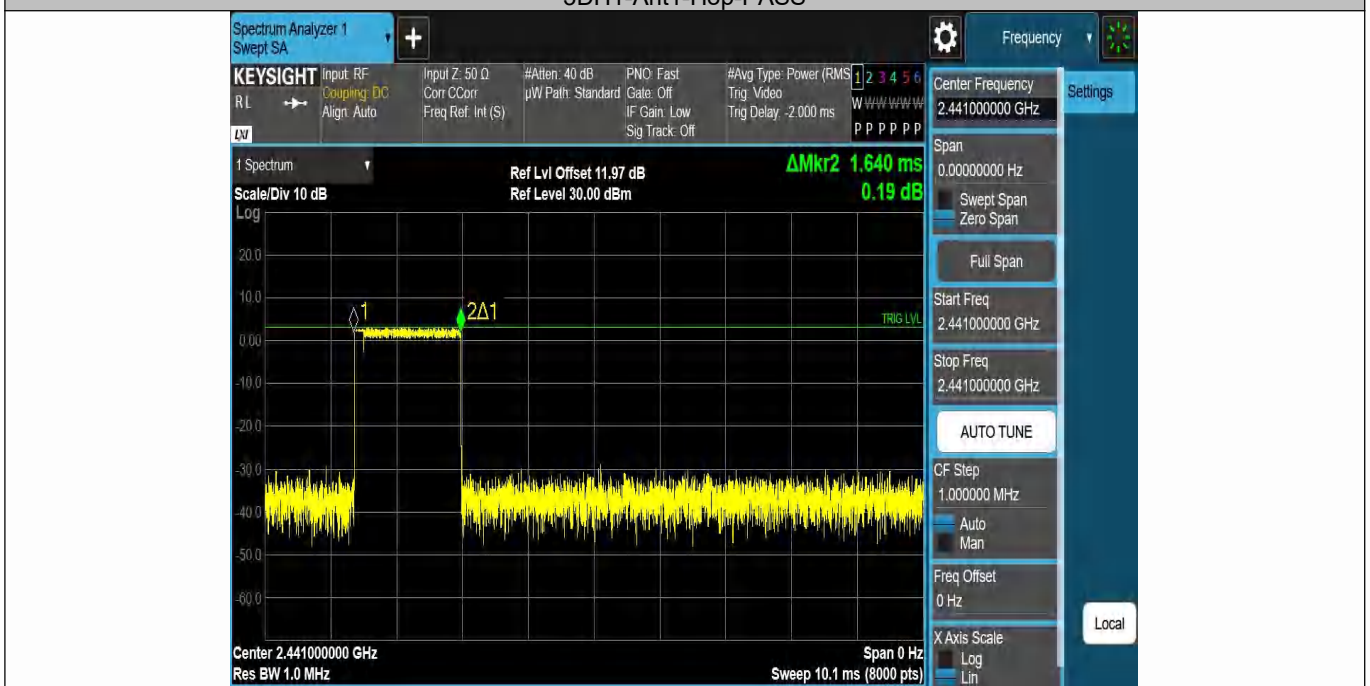 Spectrum Analyzer 1
Swept SA
+
Frequency
KEYSIGHT
RL
LXI
Input: RF
Coupling: DC
Align: Auto
Input Z: 50 Ω
Corr CCorr
Freq Ref: Int (S)
#Atten: 40 dB
µW Path: Standard
PNO: Fast
Gate: Off
IF Gain: Low
Sig Track: Off
#Avg Type: Power (RMS
Trig: Video
Trig Delay: -2.000 ms
1 2 3 4 5 6
W W W W W W
P P P P P P
Center Frequency
2.441000000 GHz
Settings
1 Spectrum
Scale/Div 10 dB
Log
Ref Lvl Offset 11.97 dB
Ref Level 30.00 dBm
ΔMkr2 1.640 ms
0.19 dB
Span
0.00000000 Hz
Swept Span
Zero Span
Full Span
20.0
10.0
0.00
-10.0
-20.0
-30.0
-40.0
-50.0
-60.0
1
2Δ1
TRIG LVL
Start Freq
2.441000000 GHz
Stop Freq
2.441000000 GHz
AUTO TUNE
CF Step
1.000000 MHz
Auto
Man
Freq Offset
0 Hz
Local
X Axis Scale
Log
Lin
Center 2.441000000 GHz
Res BW 1.0 MHz
Span 0 Hz
Sweep 10.1 ms (8000 pts)